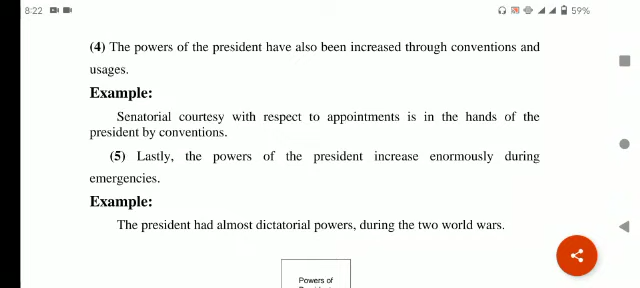 8:22
59%
(4) The powers of the president have also been increased through conventions and
usages.
Example:
Senatorial courtesy with respect to appointments is in the hands of the
president by conventions.
(5) Lastly, the powers of the president increase enormously during
emergencies.
Example:
The president had almost dictatorial powers, during the two world wars.
Powers of